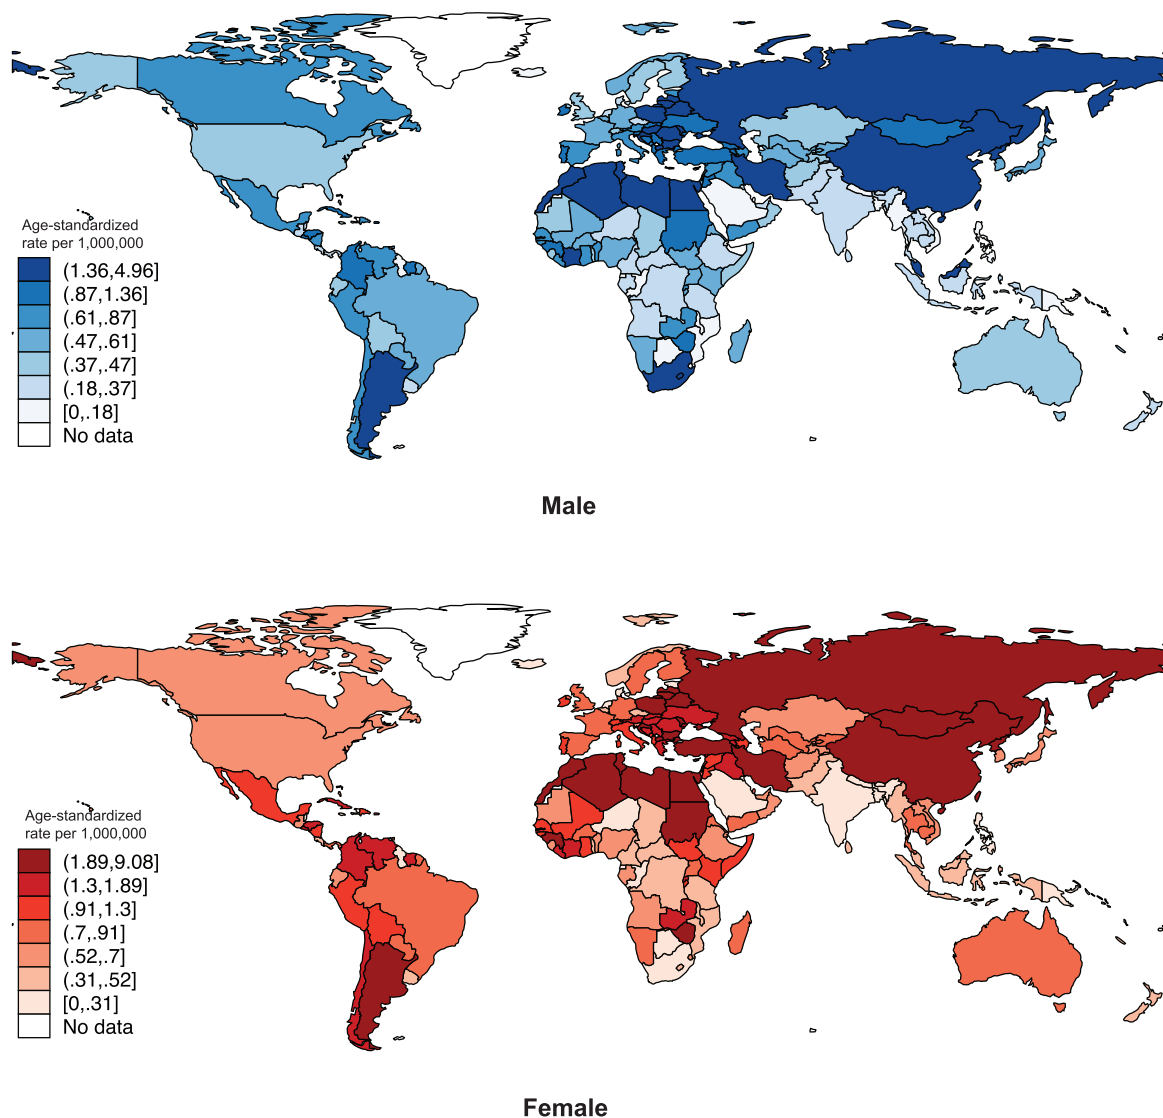 Age-standardized
rate per 1,000,000
(1.36,4.96]
(.87,1.36]
(.61,.87]
(.47,.61]
(.37,.47]
(.18,.37]
[0,.18]
No data
Male
Age-standardized
rate per 1,000,000
(1.89,9.08]
(1.3,1.89]
(.91,1.3]
(.7,.91]
(.52,.7]
(.31,.52]
[0,.31]
No data
Female